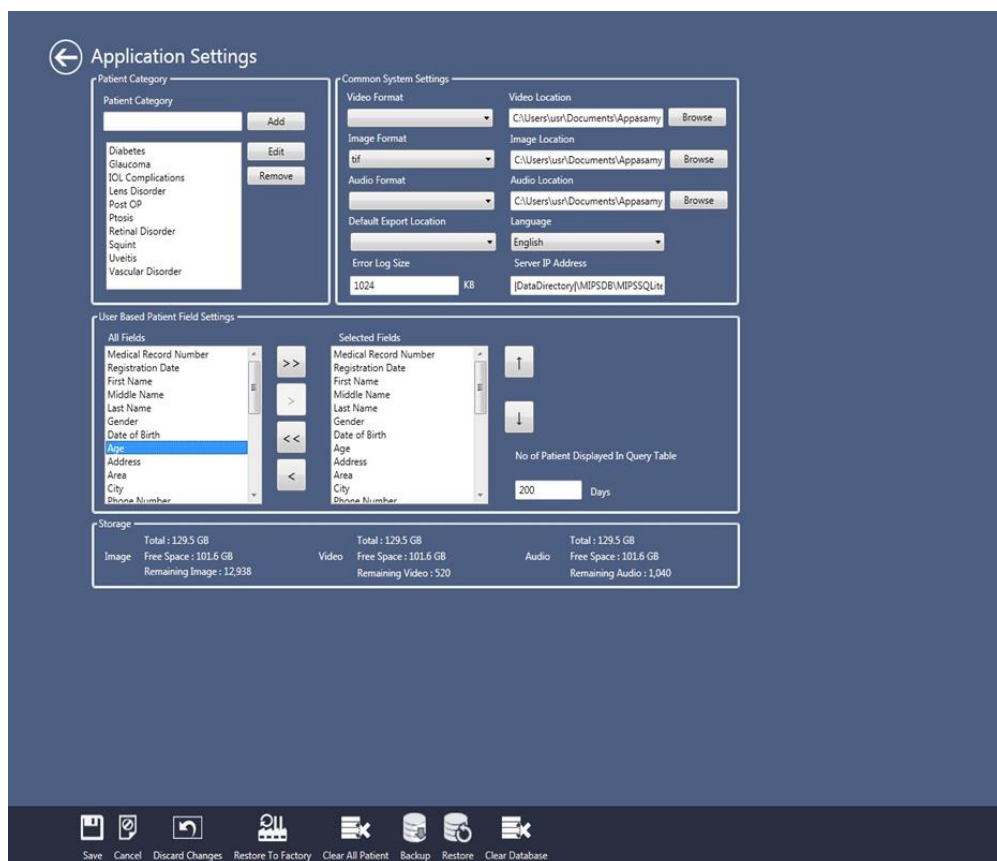 Application Settings
Patient Category
Patient Category
Add
Diabetes
Glaucoma
IOL Complications
Lens Disorder
Post OP
Ptosis
Retinal Disorder
Squint
Uveitis
Vascular Disorder
Edit
Remove
Common System Settings
Video Format
Video Location
C:\Users\usr\Documents\Appasamy
Browse
Image Format
Image Location
tif
C:\Users\usr\Documents\Appasamy
Browse
Audio Format
Audio Location
C:\Users\usr\Documents\Appasamy
Browse
Default Export Location
Language
English
Error Log Size
Server IP Address
1024 KB
|DataDirectory|\MIPSDB\MIPSSQLite
User Based Patient Field Settings
All Fields
Medical Record Number
Registration Date
First Name
Middle Name
Last Name
Gender
Date of Birth
Age
Address
Area
City
Phone Number
>>
>
<<
<
Selected Fields
Medical Record Number
Registration Date
First Name
Middle Name
Last Name
Gender
Date of Birth
Age
Address
Area
City
Phone Number
↑
↓
No of Patient Displayed In Query Table
200 Days
Storage
Image
Total : 129.5 GB
Free Space : 101.6 GB
Remaining Image : 12,938
Video
Total : 129.5 GB
Free Space : 101.6 GB
Remaining Video : 520
Audio
Total : 129.5 GB
Free Space : 101.6 GB
Remaining Audio : 1,040
Save
Cancel
Discard Changes
Restore To Factory
Clear All Patient
Backup
Restore
Clear Database